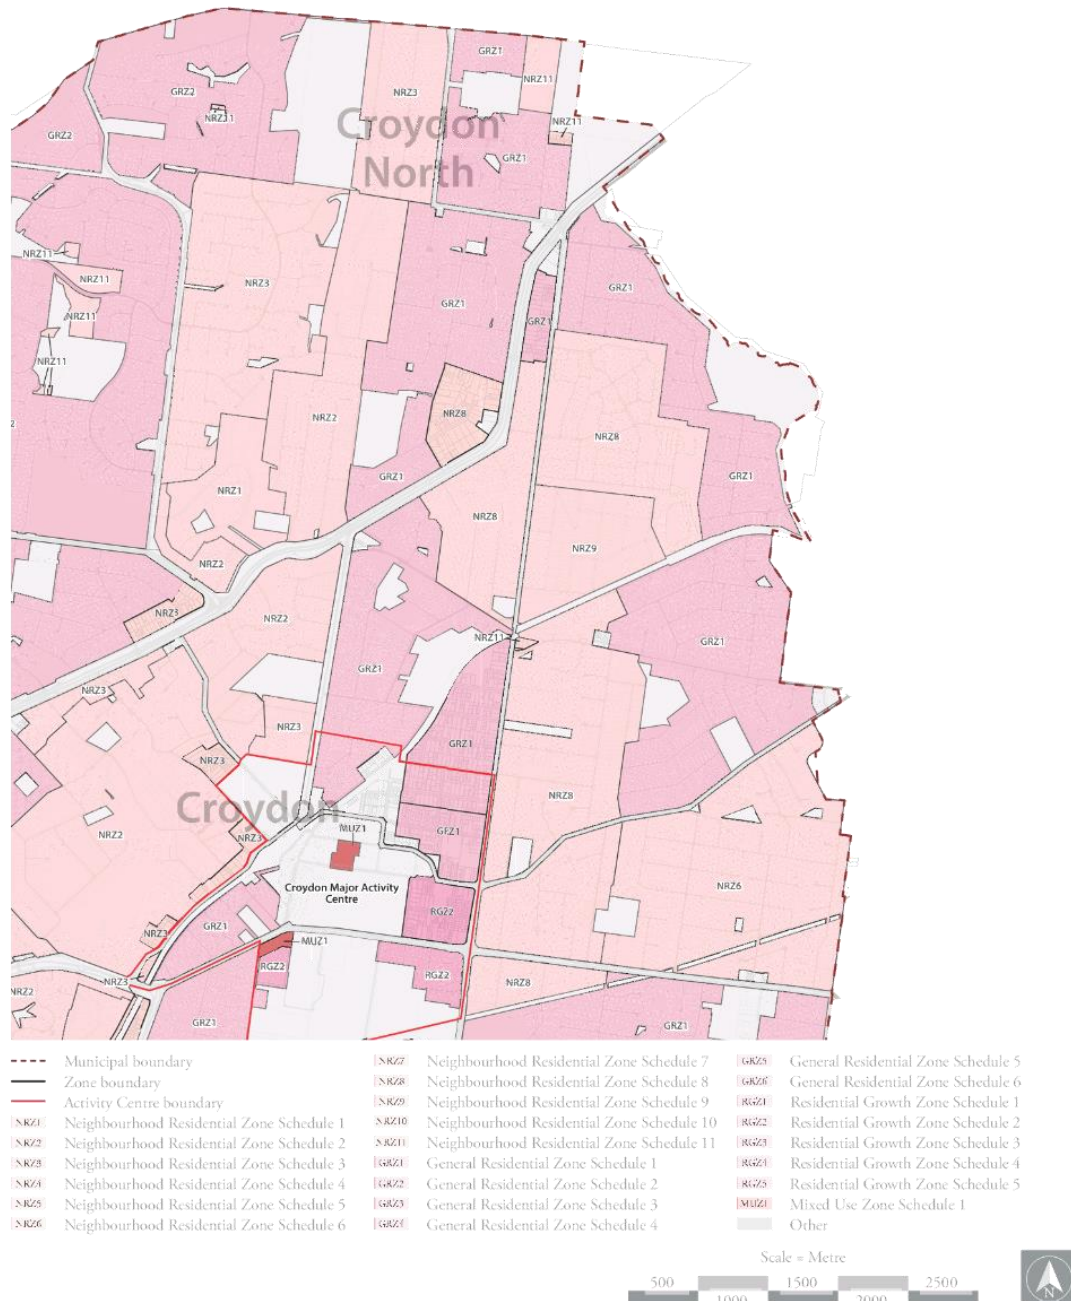 GRZ1
NRZ11
GRZ2
NRZ3
NRZ11
NRZ11
GRZ2
Croydon
North
GRZ1
NRZ11
NRZ11
NRZ3
GRZ1
GRZ1
NRZ11
GRZ1
NRZ11
NRZ8
NRZ2
NRZ8
2
GRZ1
GRZ1
NRZ1
NRZ8
NRZ9
NRZ2
NRZ3
NRZ2
NRZ11
GRZ1
GRZ1
NRZ3
NRZ3
GRZ1
NRZ3
NRZ8
Croydon
NRZ2
NRZ3
MUZ1
GRZ1
Croydon Major Activity
Centre
NRZ6
RGZ2
GRZ1
NRZ3
MUZ1
RGZ2
RGZ2
NRZ3
NRZ8
NRZ2
GRZ1
GRZ1
Municipal boundary
Zone boundary
Activity Centre boundary
NRZ1 Neighbourhood Residential Zone Schedule 1
NRZ2 Neighbourhood Residential Zone Schedule 2
NRZ3 Neighbourhood Residential Zone Schedule 3
NRZ4 Neighbourhood Residential Zone Schedule 4
NRZ5 Neighbourhood Residential Zone Schedule 5
NRZ6 Neighbourhood Residential Zone Schedule 6
NRZ7 Neighbourhood Residential Zone Schedule 7
NRZ8 Neighbourhood Residential Zone Schedule 8
NRZ9 Neighbourhood Residential Zone Schedule 9
NRZ10 Neighbourhood Residential Zone Schedule 10
NRZ11 Neighbourhood Residential Zone Schedule 11
GRZ1 General Residential Zone Schedule 1
GRZ2 General Residential Zone Schedule 2
GRZ3 General Residential Zone Schedule 3
GRZ4 General Residential Zone Schedule 4
GRZ5 General Residential Zone Schedule 5
GRZ6 General Residential Zone Schedule 6
RGZ1 Residential Growth Zone Schedule 1
RGZ2 Residential Growth Zone Schedule 2
RGZ3 Residential Growth Zone Schedule 3
RGZ4 Residential Growth Zone Schedule 4
RGZ5 Residential Growth Zone Schedule 5
MUZ1 Mixed Use Zone Schedule 1
Other
Scale = Metre
500 1500 2500
1000 2000
N